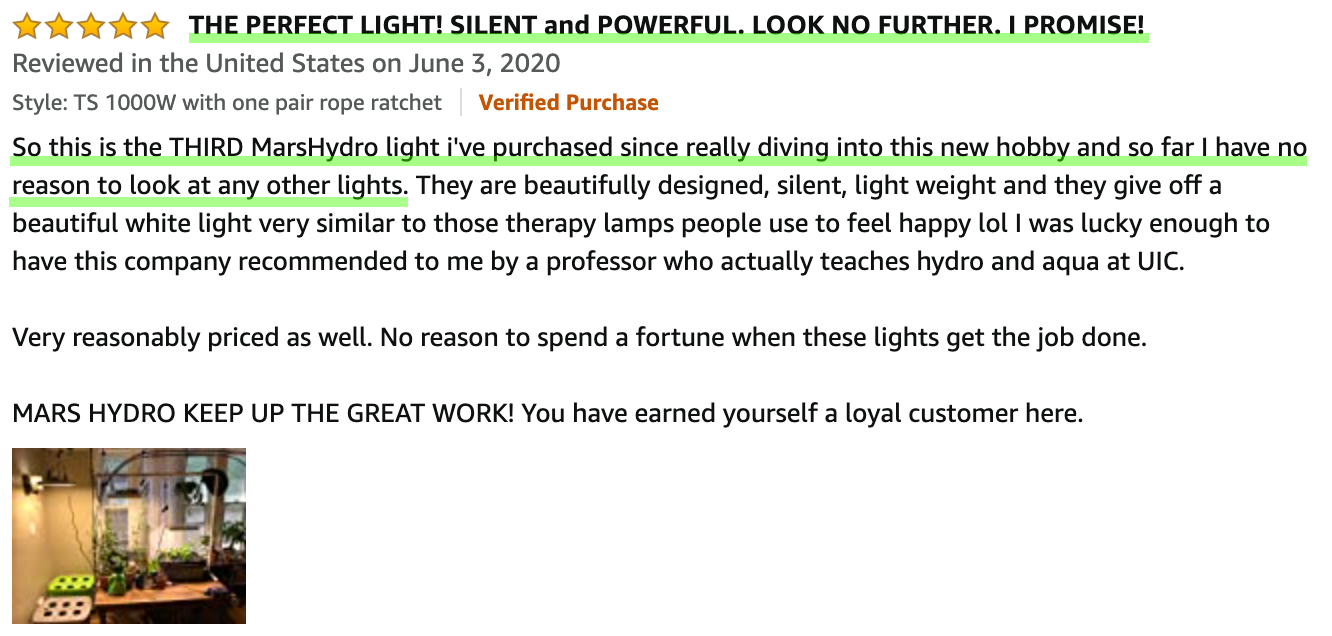 THE PERFECT LIGHT! SILENT and POWERFUL. LOOK NO FURTHER. I PROMISE!
Reviewed in the United States on June 3, 2020
Style: TS 1000W with one pair rope ratchet Verified Purchase
So this is the THIRD MarsHydro light i've purchased since really diving into this new hobby and so far I have no
reason to look at any other lights. They are beautifully designed, silent, light weight and they give off a
beautiful white light very similar to those therapy lamps people use to feel happy lol I was lucky enough to
have this company recommended to me by a professor who actually teaches hydro and aqua at UIC.
Very reasonably priced as well. No reason to spend a fortune when these lights get the job done.
MARS HYDRO KEEP UP THE GREAT WORK! You have earned yourself a loyal customer here.